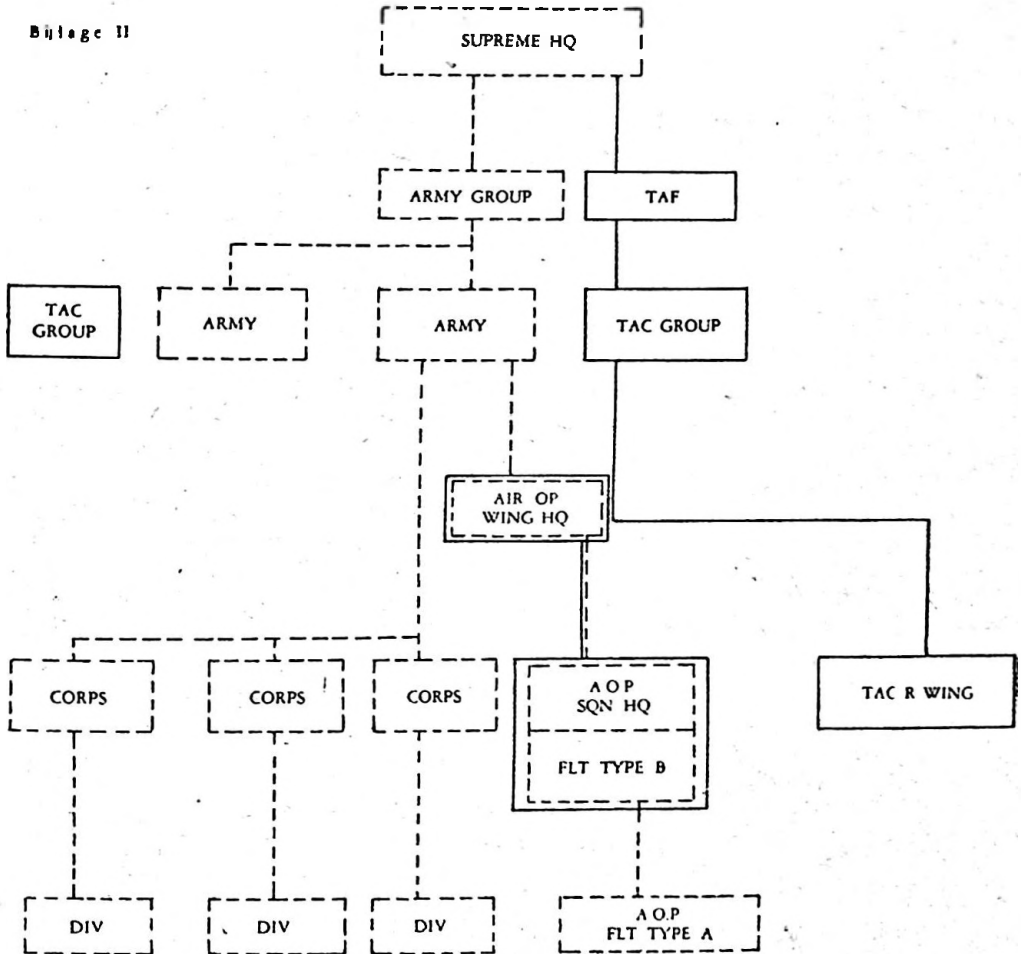 Bijlage II
SUPREME HQ
ARMY GROUP
TAF
TAC
GROUP
ARMY
ARMY
TAC GROUP
AIR OP
WING HQ
CORPS
CORPS
CORPS
A O P
SQN HQ
FLT TYPE B
TAC R WING
DIV
DIV
DIV
A O.P
FLT TYPE A